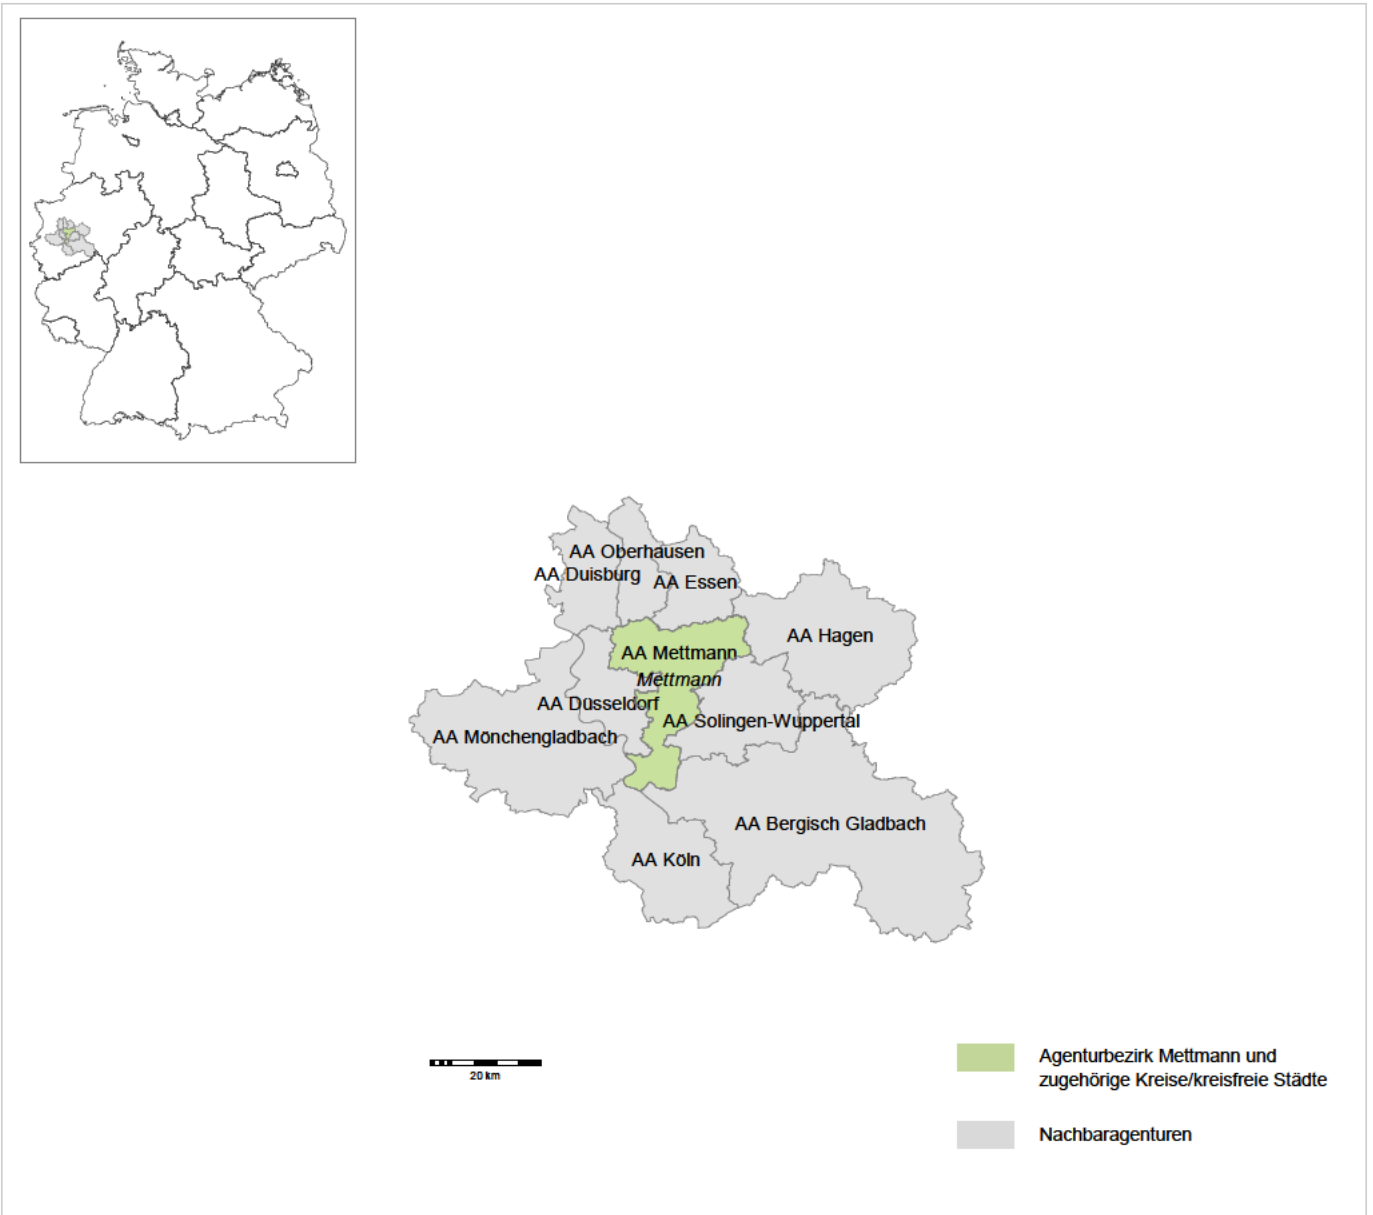 AA Oberhausen
AA Duisburg
AA Essen
AA Hagen
AA Mettmann
Mettmann
AA Düsseldorf
AA Solingen-Wuppertal
AA Mönchengladbach
AA Bergisch Gladbach
AA Köln
20 km
Agenturbezirk Mettmann und
zugehörige Kreise/kreisfreie Städte
Nachbaragenturen